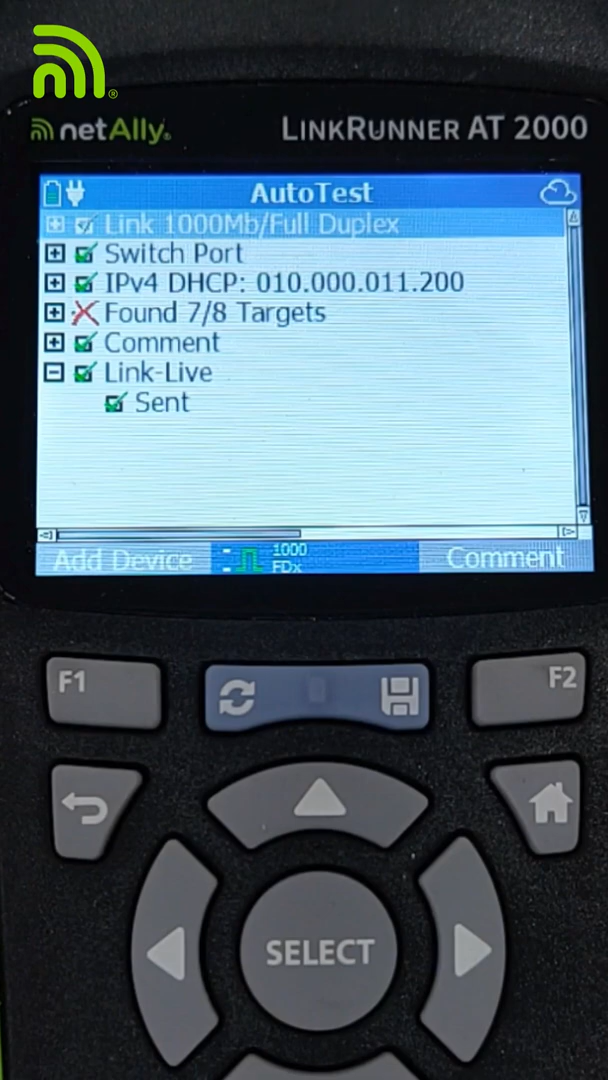 ®
netAlly®
LINKRUNNER AT 2000
AutoTest
Link 1000Mb/Full Duplex
Switch Port
IPv4 DHCP: 010.000.011.200
Found 7/8 Targets
Comment
Link-Live
Sent
Add Device
1000
FDx
Comment
F1
F2
SELECT